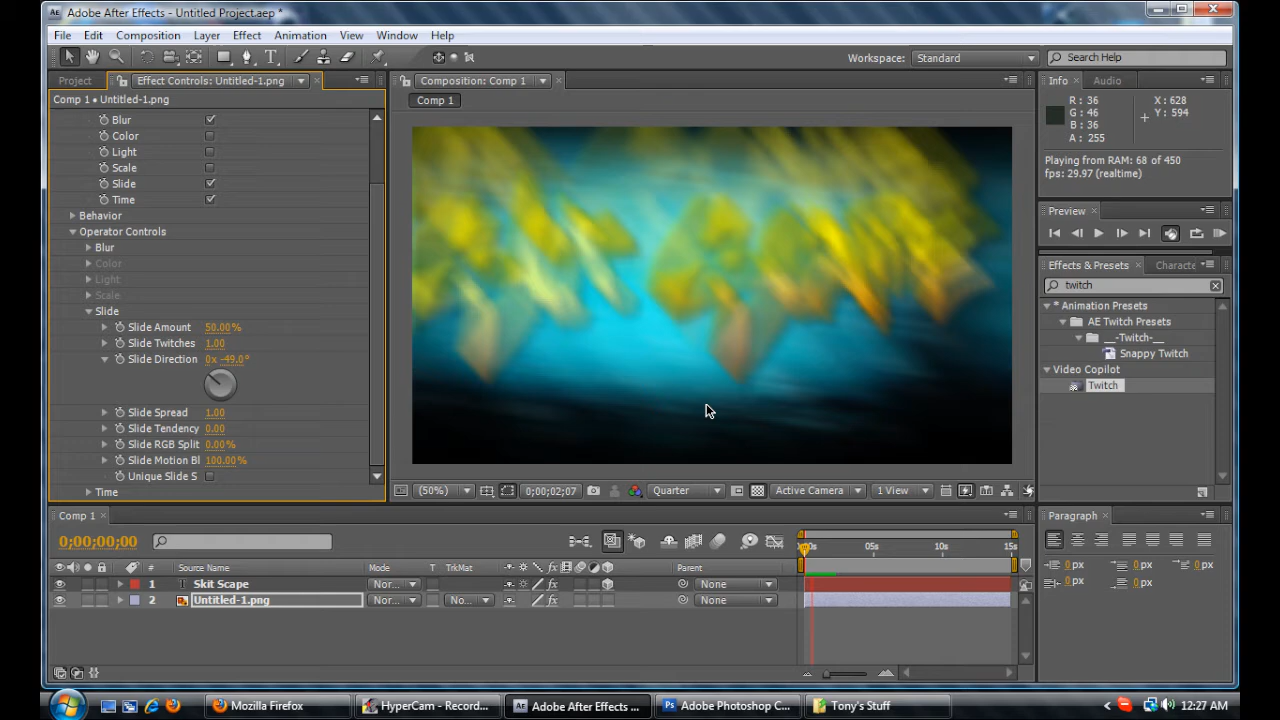 Adobe After Effects - Untitled Project.aep *
File Edit Composition Layer Effect Animation View Window Help
Workspace: Standard Search Help
Project Effect Controls: Untitled-1.png Composition: Comp 1 Info Audio
Comp 1 • Untitled-1.png
Comp 1
Blur
Color
Light
Scale
Slide
Time
Behavior
Operator Controls
Blur
Color
Light
Scale
Slide
Slide Amount 50.00%
Slide Twitches 1.00
Slide Direction 0x -49.0°
Slide Spread 1.00
Slide Tendency 0.00
Slide RGB Split 0.00%
Slide Motion Bl 100.00%
Unique Slide S
Time
R: 36 X: 628
G: 46 Y: 594
B: 36
A: 255
Playing from RAM: 68 of 450
fps: 29.97 (realtime)
Preview
Effects & Presets Characte
twitch
* Animation Presets
AE Twitch Presets
__-Twitch-__
Snappy Twitch
Video Copilot
Twitch
(50%) 0;00;02;07 Quarter Active Camera 1 View
Comp 1 Paragraph
0;00;00;00
05s 10s 15s
# Source Name Mode T TrkMat Parent
1 T Skit Scape Nor... None
2 Untitled-1.png Nor... No... None
0 px 0 px 0 px
0 px 0 px
Mozilla Firefox HyperCam - Record... Adobe After Effects ... Adobe Photoshop C... Tony's Stuff 12:27 AM